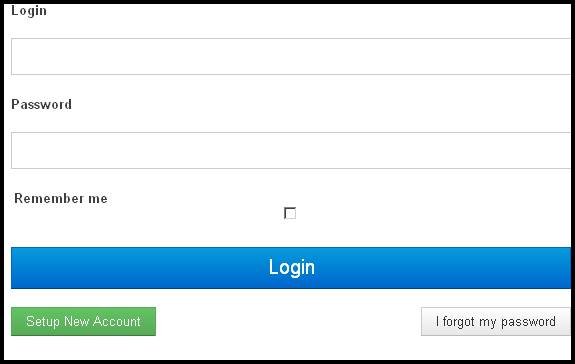 Login
Password
Remember me
Login
Setup New Account
I forgot my password